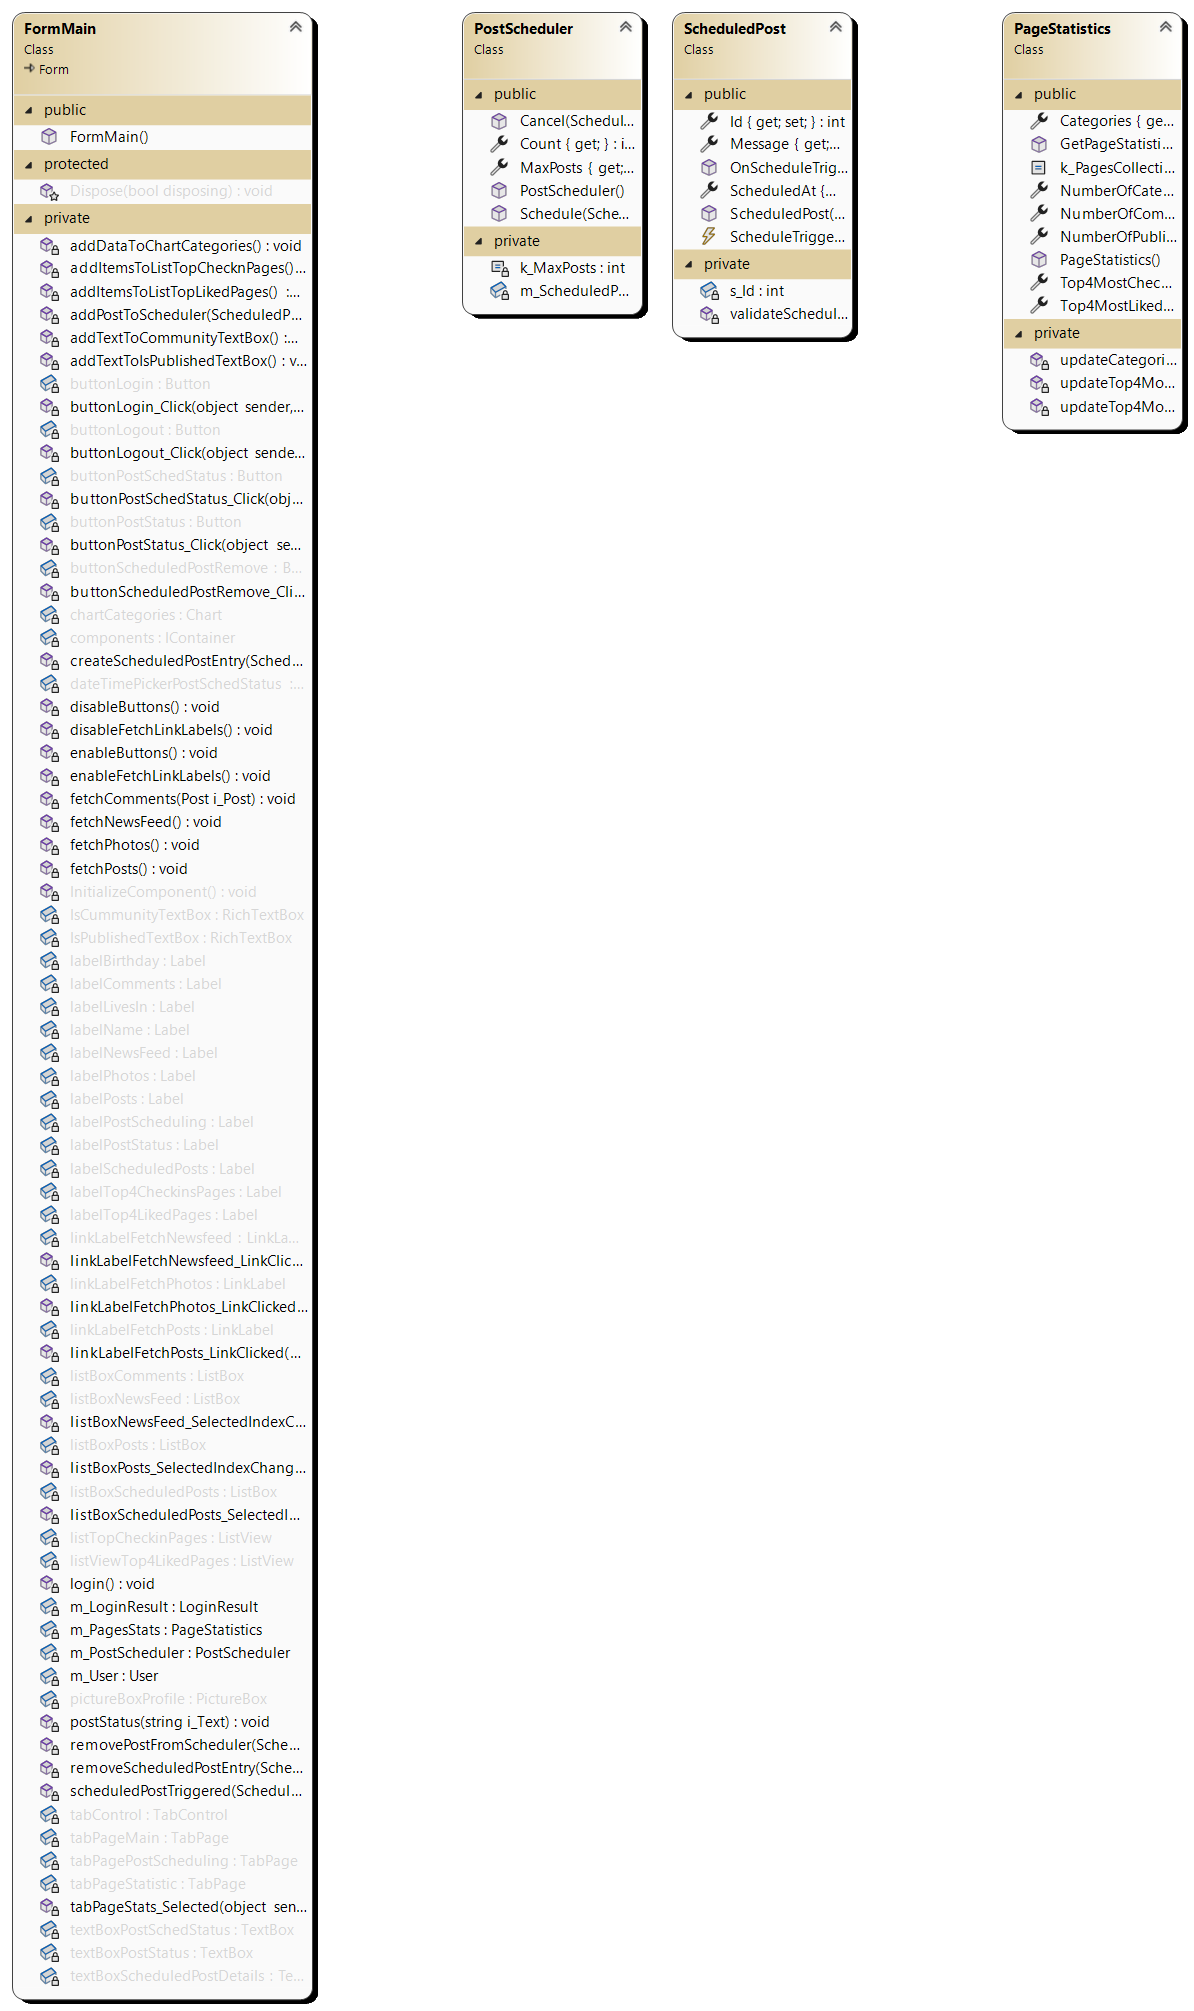 FormMain
Class
Form
public
FormMain()
protected
Dispose(bool disposing) : void
private
addDataToChartCategories() : void
addItemsToListTopChecknPages()...
addItemsToListTopLikedPages() :...
addPostToScheduler(ScheduledP...
addTextToCommunityTextBox() :...
addTextToIsPublishedTextBox() : v...
buttonLogin : Button
buttonLogin_Click(object sender,...
buttonLogout : Button
buttonLogout_Click(object sende...
buttonPostSchedStatus : Button
buttonPostSchedStatus_Click(obj...
buttonPostStatus : Button
buttonPostStatus_Click(object se...
buttonScheduledPostRemove : B...
buttonScheduledPostRemove_Cli...
chartCategories : Chart
components : IContainer
createScheduledPostEntry(Sched...
dateTimePickerPostSchedStatus :...
disableButtons() : void
disableFetchLinkLabels() : void
enableButtons() : void
enableFetchLinkLabels() : void
fetchComments(Post i_Post) : void
fetchNewsFeed() : void
fetchPhotos() : void
fetchPosts() : void
InitializeComponent() : void
IsCummunityTextBox : RichTextBox
IsPublishedTextBox : RichTextBox
labelBirthday : Label
labelComments : Label
labelLivesIn : Label
labelName : Label
labelNewsFeed : Label
labelPhotos : Label
labelPosts : Label
labelPostScheduling : Label
labelPostStatus : Label
labelScheduledPosts : Label
labelTop4CheckinsPages : Label
labelTop4LikedPages : Label
linkLabelFetchNewsfeed : LinkLa...
linkLabelFetchNewsfeed_LinkClic...
linkLabelFetchPhotos : LinkLabel
linkLabelFetchPhotos_LinkClicked...
linkLabelFetchPosts : LinkLabel
linkLabelFetchPosts_LinkClicked(...
listBoxComments : ListBox
listBoxNewsFeed : ListBox
listBoxNewsFeed_SelectedIndexC...
listBoxPosts : ListBox
listBoxPosts_SelectedIndexChang...
listBoxScheduledPosts : ListBox
listBoxScheduledPosts_SelectedI...
listTopCheckinPages : ListView
listViewTop4LikedPages : ListView
login() : void
m_LoginResult : LoginResult
m_PagesStats : PageStatistics
m_PostScheduler : PostScheduler
m_User : User
pictureBoxProfile : PictureBox
postStatus(string i_Text) : void
removePostFromScheduler(Sche...
removeScheduledPostEntry(Sche...
scheduledPostTriggered(Schedul...
tabControl : TabControl
tabPageMain : TabPage
tabPagePostScheduling : TabPage
tabPageStatistic : TabPage
tabPageStats_Selected(object sen...
textBoxPostSchedStatus : TextBox
textBoxPostStatus : TextBox
textBoxScheduledPostDetails : Te...
PostScheduler
Class
public
Cancel(Schedul...
Count { get; } : i...
MaxPosts { get;...
PostScheduler()
Schedule(Sche...
private
k_MaxPosts : int
m_ScheduledP...
ScheduledPost
Class
public
Id { get; set; } : int
Message { get;...
OnScheduleTrig...
ScheduledAt {...
ScheduledPost(...
ScheduleTrigge...
private
s_Id : int
validateSchedul...
PageStatistics
Class
public
Categories { ge...
GetPageStatisti...
k_PagesCollecti...
NumberOfCate...
NumberOfCom...
NumberOfPubli...
PageStatistics()
Top4MostChec...
Top4MostLiked...
private
updateCategori...
updateTop4Mo...
updateTop4Mo...